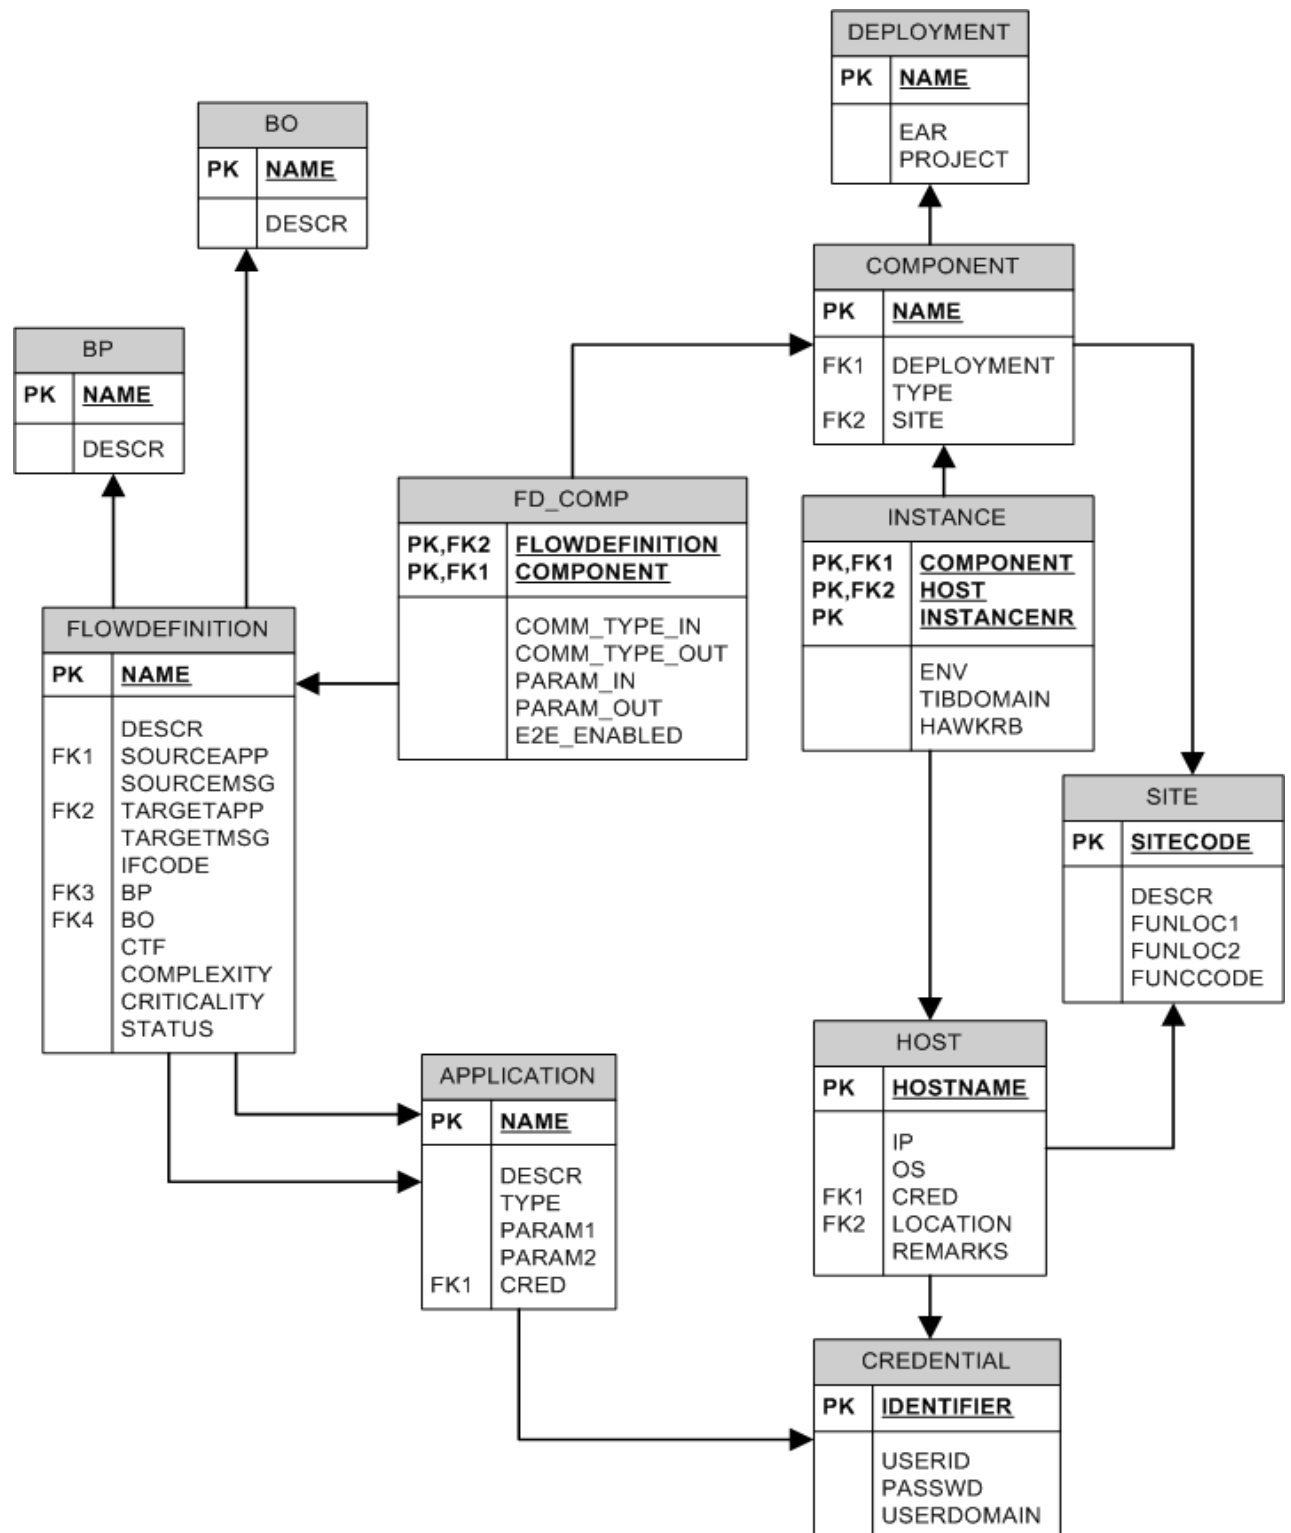 DEPLOYMENT
PK NAME
EAR
PROJECT
BO
PK NAME
DESCR
COMPONENT
PK NAME
FK1 DEPLOYMENT
TYPE
FK2 SITE
BP
PK NAME
DESCR
FD_COMP
PK,FK2 FLOWDEFINITION
PK,FK1 COMPONENT
COMM_TYPE_IN
COMM_TYPE_OUT
PARAM_IN
PARAM_OUT
E2E_ENABLED
INSTANCE
PK,FK1 COMPONENT
PK,FK2 HOST
PK INSTANCENR
ENV
TIBDOMAIN
HAWKRB
FLOWDEFINITION
PK NAME
DESCR
FK1 SOURCEAPP
SOURCEMSG
FK2 TARGETAPP
TARGETMSG
IFCODE
FK3 BP
FK4 BO
CTF
COMPLEXITY
CRITICALITY
STATUS
SITE
PK SITECODE
DESCR
FUNLOC1
FUNLOC2
FUNCCODE
HOST
PK HOSTNAME
IP
OS
FK1 CRED
FK2 LOCATION
REMARKS
APPLICATION
PK NAME
DESCR
TYPE
PARAM1
PARAM2
FK1 CRED
CREDENTIAL
PK IDENTIFIER
USERID
PASSWD
USERDOMAIN